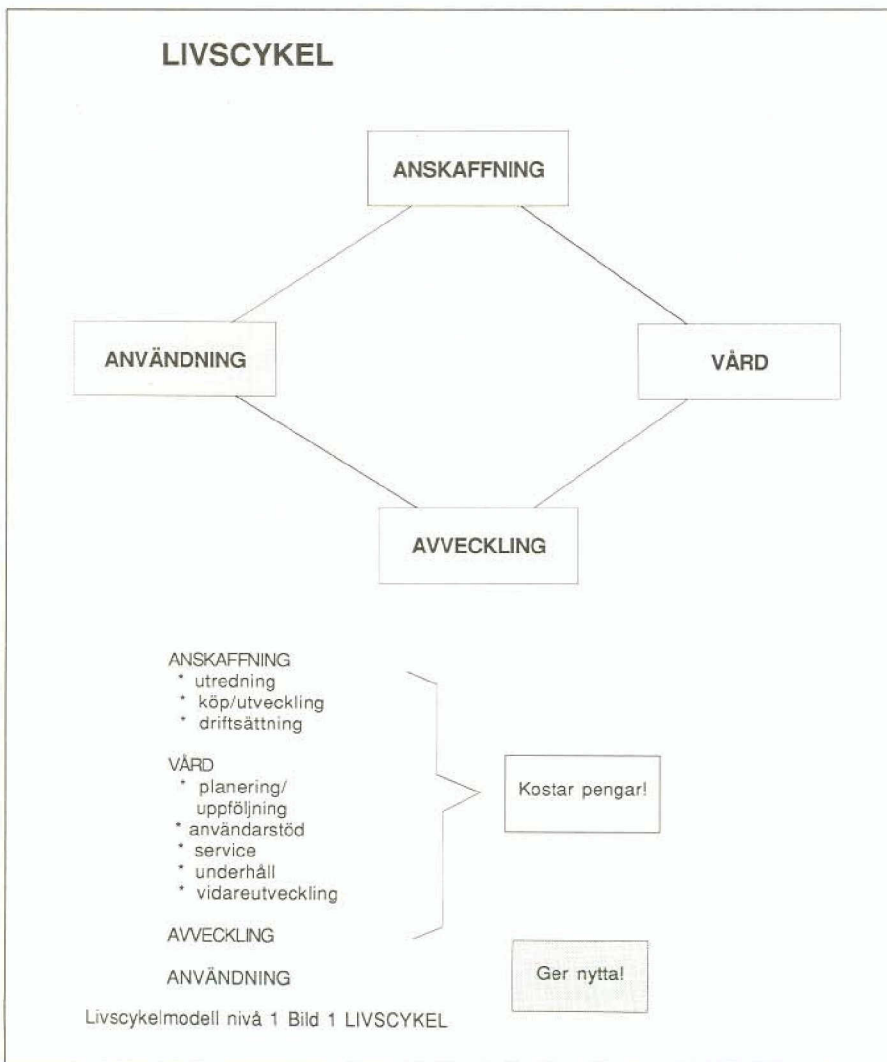 LIVSCYKEL
ANSKAFFNING
ANVÄNDNING
VÅRD
AVVECKLING
ANSKAFFNING
* utredning
* köp/utveckling
* driftsättning
VÅRD
* planering/
uppföljning
* användarstöd
* service
* underhåll
* vidareutveckling
Kostar pengar!
AVVECKLING
ANVÄNDNING
Ger nytta!
Livscykelmodell nivå 1 Bild 1 LIVSCYKEL